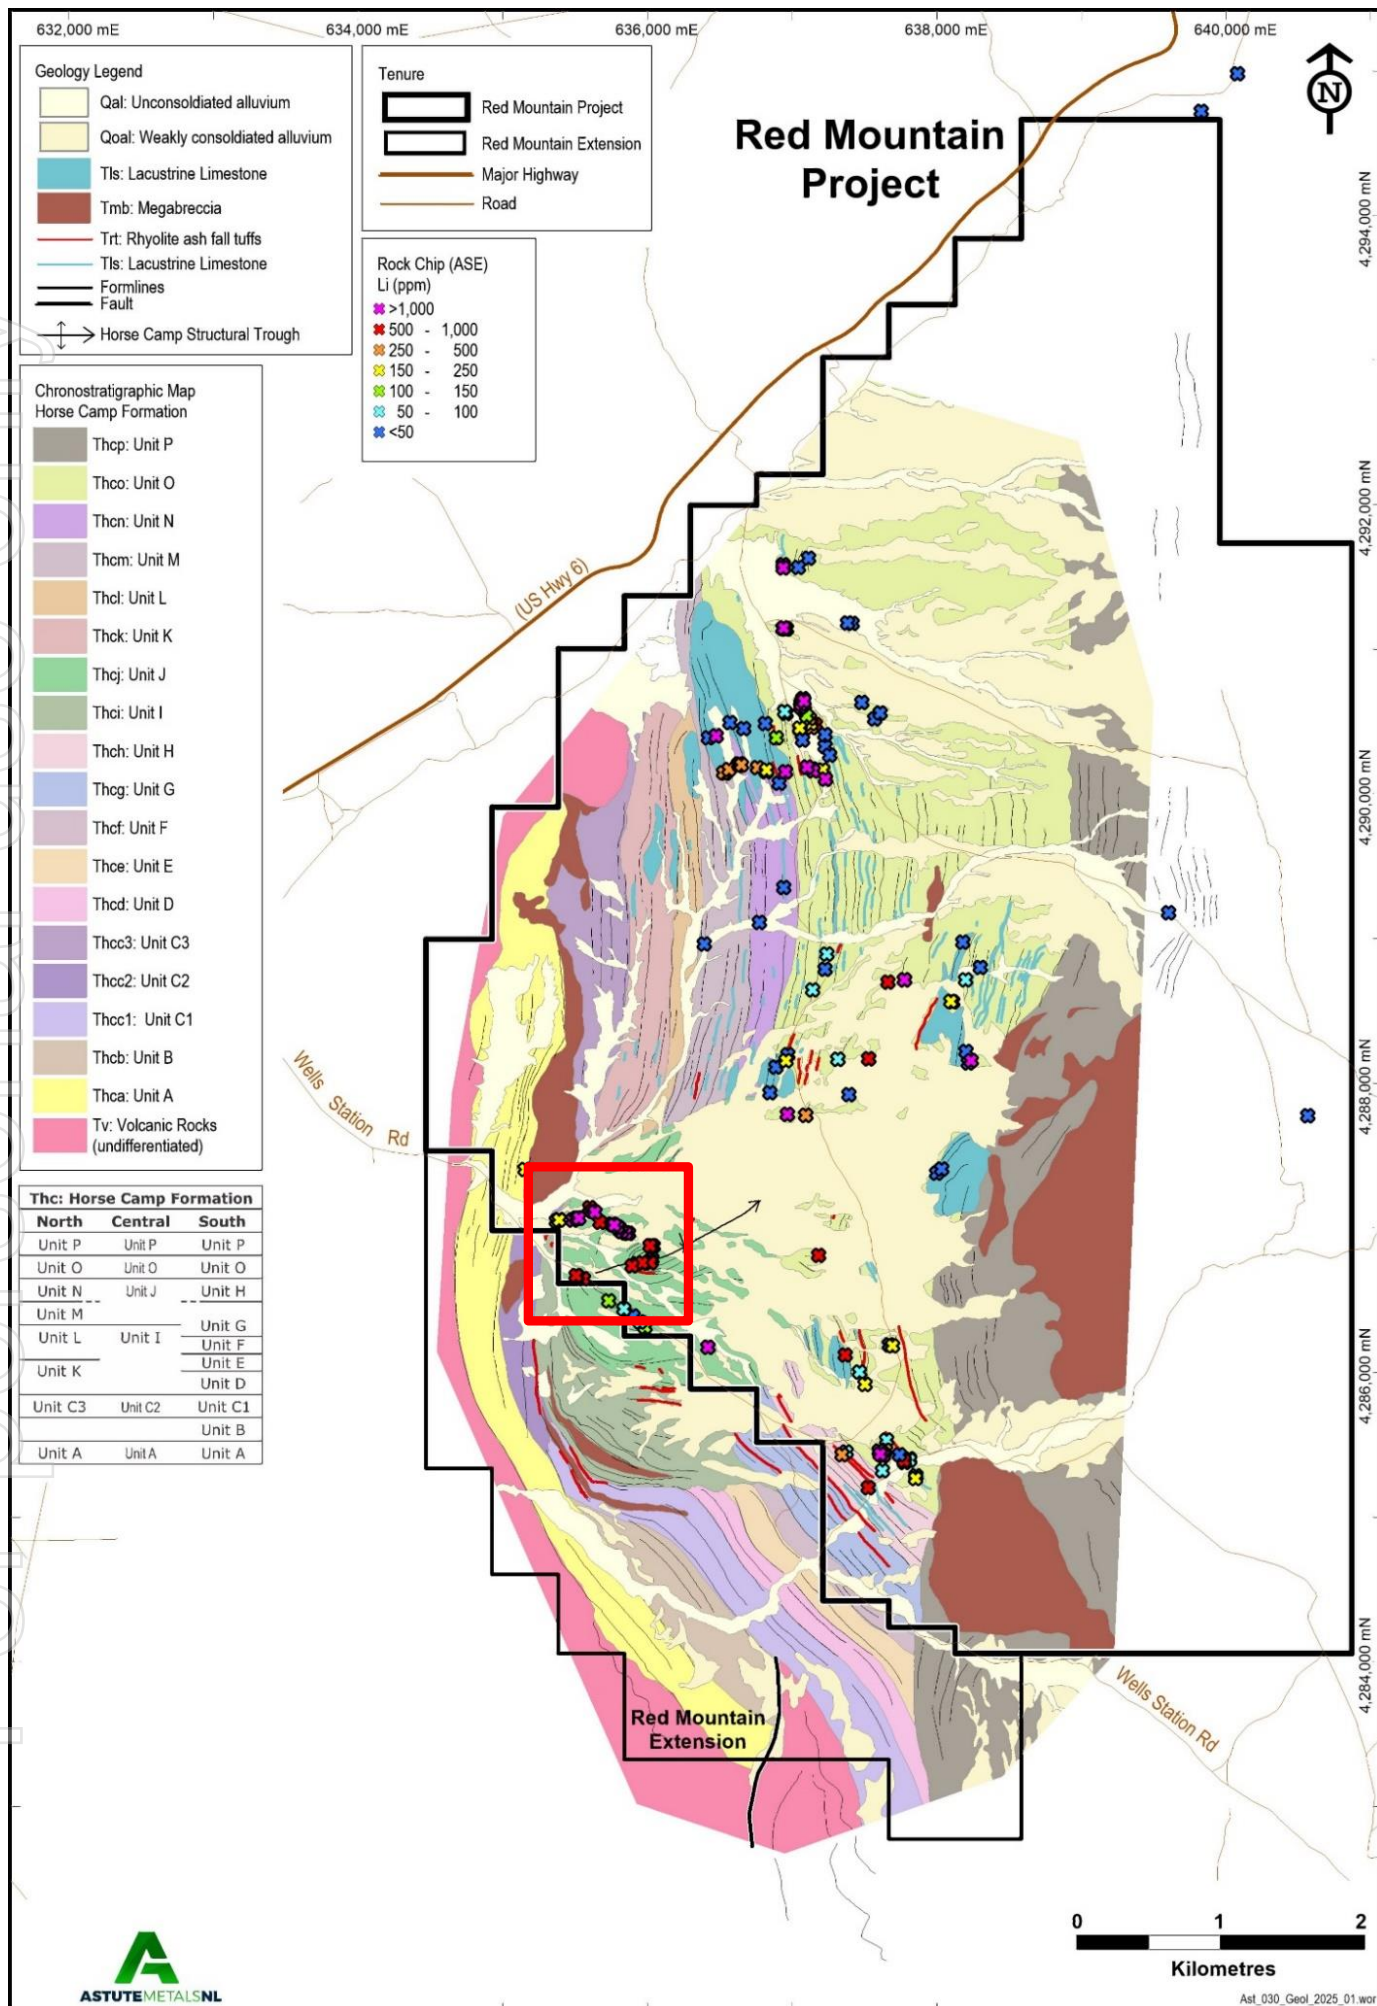 632,000 mE
634,000 mE
636,000 mE
638,000 mE
640,000 mE
Geology Legend
Qal: Unconsoldiated alluvium
Qoal: Weakly consoldiated alluvium
Tls: Lacustrine Limestone
Tmb: Megabreccia
Trt: Rhyolite ash fall tuffs
Tls: Lacustrine Limestone
Formlines
Fault
Horse Camp Structural Trough
Tenure
Red Mountain Project
Red Mountain Extension
Major Highway
Road
Rock Chip (ASE)
Li (ppm)
>1,000
500 - 1,000
250 - 500
150 - 250
100 - 150
50 - 100
<50
Red Mountain
Project
N
4,294,000 mN
4,292,000 mN
4,290,000 mN
4,288,000 mN
4,286,000 mN
4,284,000 mN
Chronostratigraphic Map
Horse Camp Formation
Thcp: Unit P
Thco: Unit O
Thcn: Unit N
Thcm: Unit M
Thcl: Unit L
Thck: Unit K
Thcj: Unit J
Thci: Unit I
Thch: Unit H
Thcg: Unit G
Thcf: Unit F
Thce: Unit E
Thcd: Unit D
Thcc3: Unit C3
Thcc2: Unit C2
Thcc1: Unit C1
Thcb: Unit B
Thca: Unit A
Tv: Volcanic Rocks
(undifferentiated)
(US Hwy 6)
Wells Station Rd
Thc: Horse Camp Formation
North Central South
Unit P Unit P Unit P
Unit O Unit O Unit O
Unit N Unit J Unit H
Unit M
Unit G
Unit L Unit I
Unit F
Unit E
Unit K
Unit D
Unit C3 Unit C2 Unit C1
Unit B
Unit A Unit A Unit A
Red Mountain
Extension
Wells Station Rd
0 1 2
Kilometres
ASTUTEMETALSNL
Ast_030_Geol_2025_01.wor